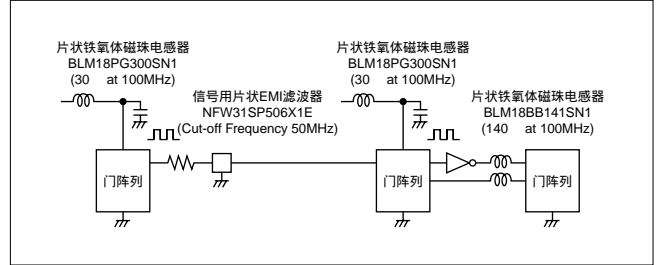 片状铁氧体磁珠电感器
BLM18PG300SN1
(30 at 100MHz)
信号用片状EMI滤波器
NFW31SP506X1E
(Cut-off Frequency 50MHz)
片状铁氧体磁珠电感器
BLM18PG300SN1
(30 at 100MHz)
片状铁氧体磁珠电感器
BLM18BB141SN1
(140 at 100MHz)
门阵列
门阵列
门阵列